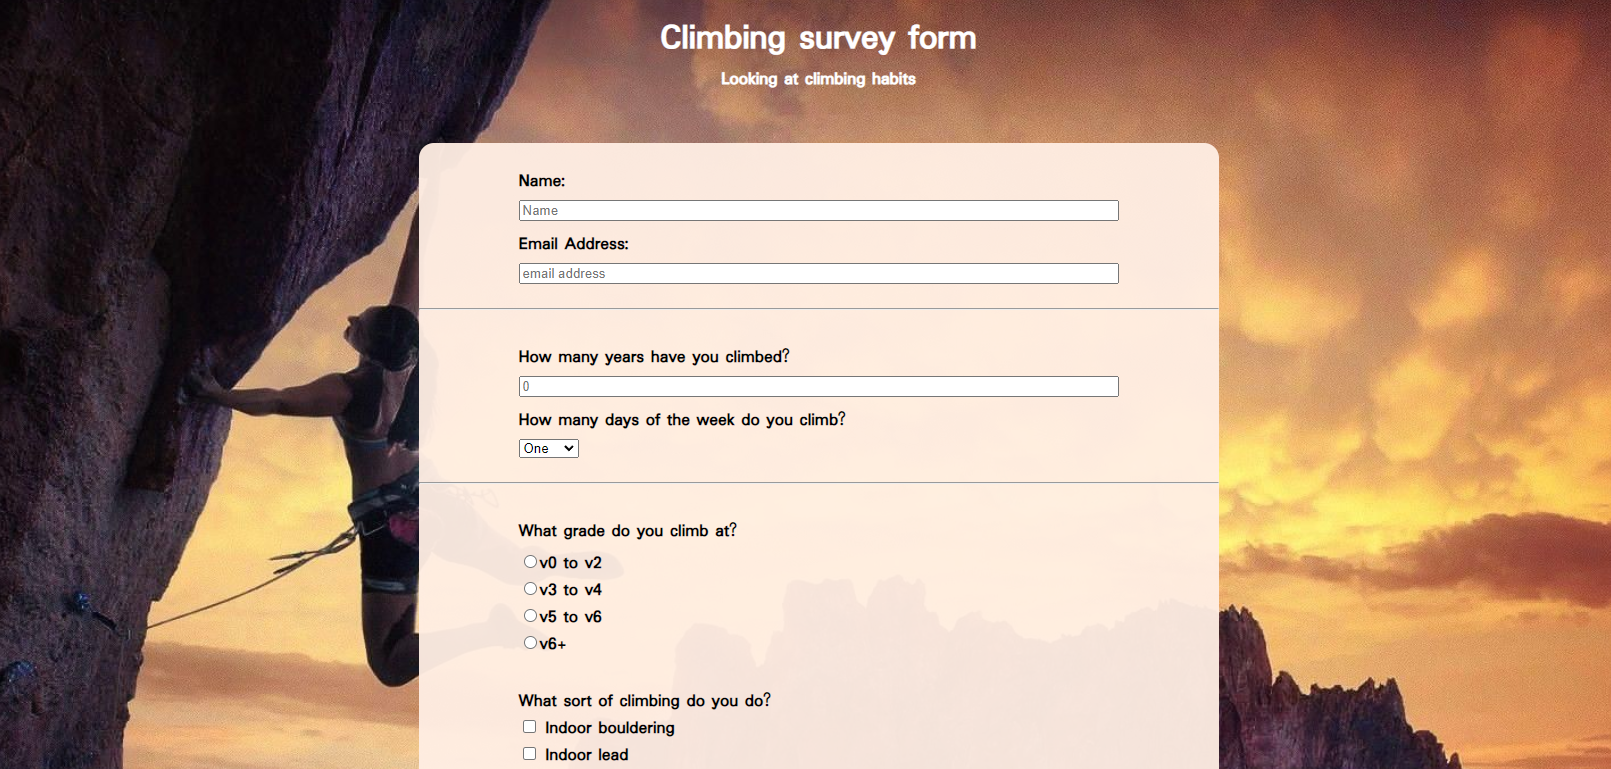 Climbing survey form
Looking at climbing habits
Name:
Name
Email Address:
email address
How many years have you climbed?
0
How many days of the week do you climb?
One
What grade do you climb at?
v0 to v2
v3 to v4
v5 to v6
v6+
What sort of climbing do you do?
Indoor bouldering
Indoor lead